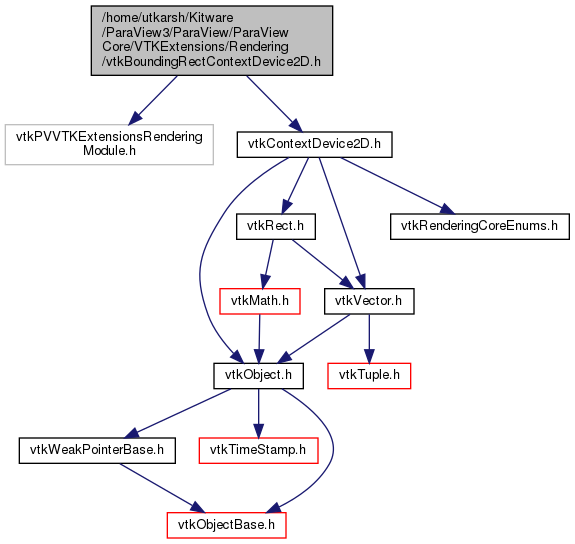 /home/utkarsh/Kitware
/ParaView3/ParaView/ParaView
Core/VTKExtensions/Rendering
/vtkBoundingRectContextDevice2D.h
vtkPVVTKExtensionsRendering
Module.h
vtkContextDevice2D.h
vtkRect.h
vtkRenderingCoreEnums.h
vtkMath.h
vtkVector.h
vtkObject.h
vtkTuple.h
vtkWeakPointerBase.h
vtkTimeStamp.h
vtkObjectBase.h